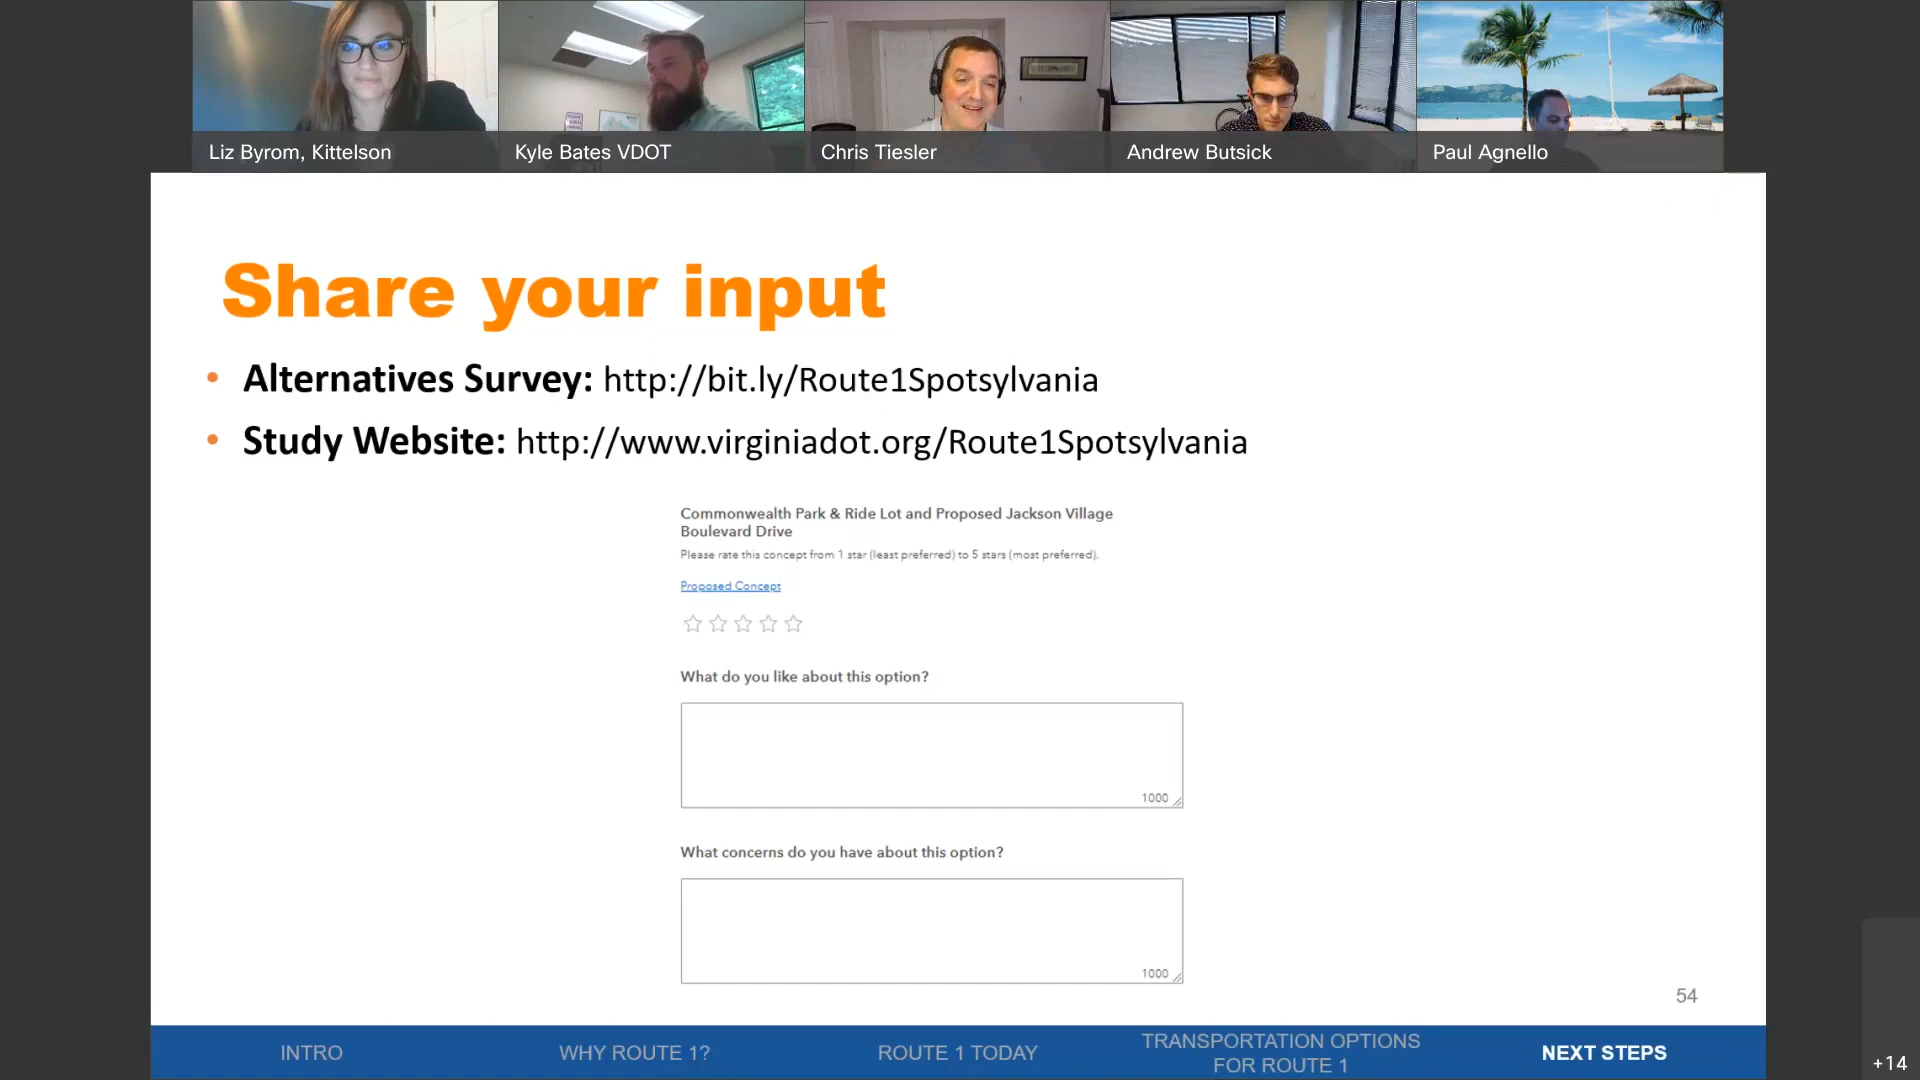 Liz Byrom, Kittelson
Kyle Bates VDOT
Chris Tiesler
Andrew Butsick
Paul Agnello
Share your input
• Alternatives Survey: http://bit.ly/Route1Spotsylvania
• Study Website: http://www.virginiadot.org/Route1Spotsylvania
Commonwealth Park & Ride Lot and Proposed Jackson Village
Boulevard Drive
Please rate this concept from 1 star (least preferred) to 5 stars (most preferred).
Proposed Concept
What do you like about this option?
1000
What concerns do you have about this option?
1000
54
INTRO
WHY ROUTE 1?
ROUTE 1 TODAY
TRANSPORTATION OPTIONS
FOR ROUTE 1
NEXT STEPS
+14